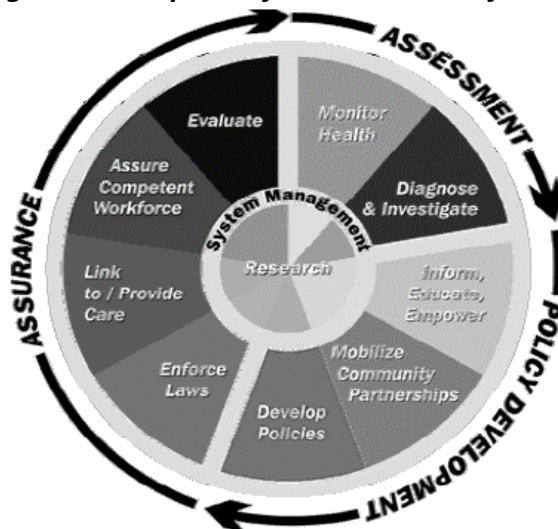 ASSESSMENT
POLICY DEVELOPMENT
ASSURANCE
System Management
Research
Monitor
Health
Diagnose
& Investigate
Inform,
Educate,
Empower
Mobilize
Community
Partnerships
Develop
Policies
Enforce
Laws
Link
to / Provide
Care
Assure
Competent
Workforce
Evaluate